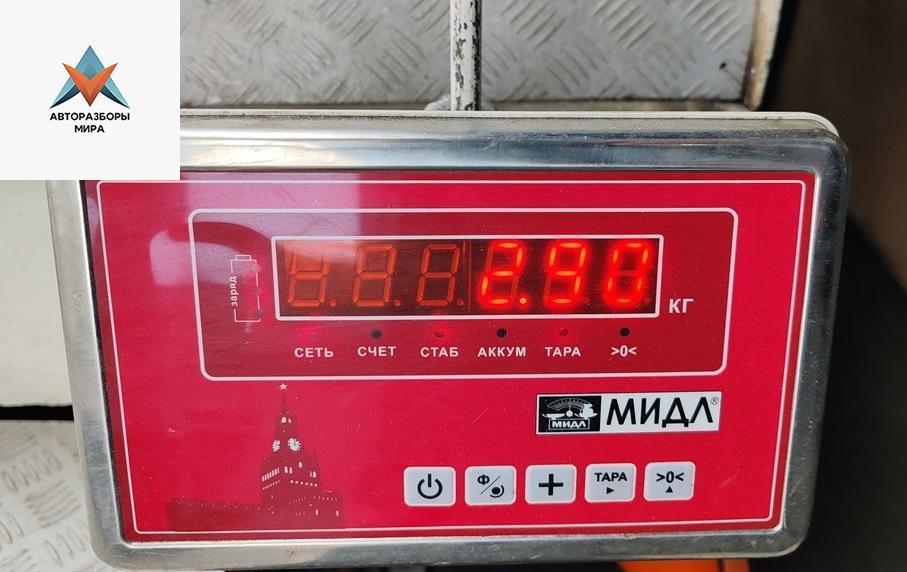 АВТОРАЗБОРЫ
МИРА
заряд
2.90
КГ
СЕТЬ СЧЕТ СТАБ АККУМ ТАРА >0<
МИДЛ МИДЛ®
Ф ТАРА >0<